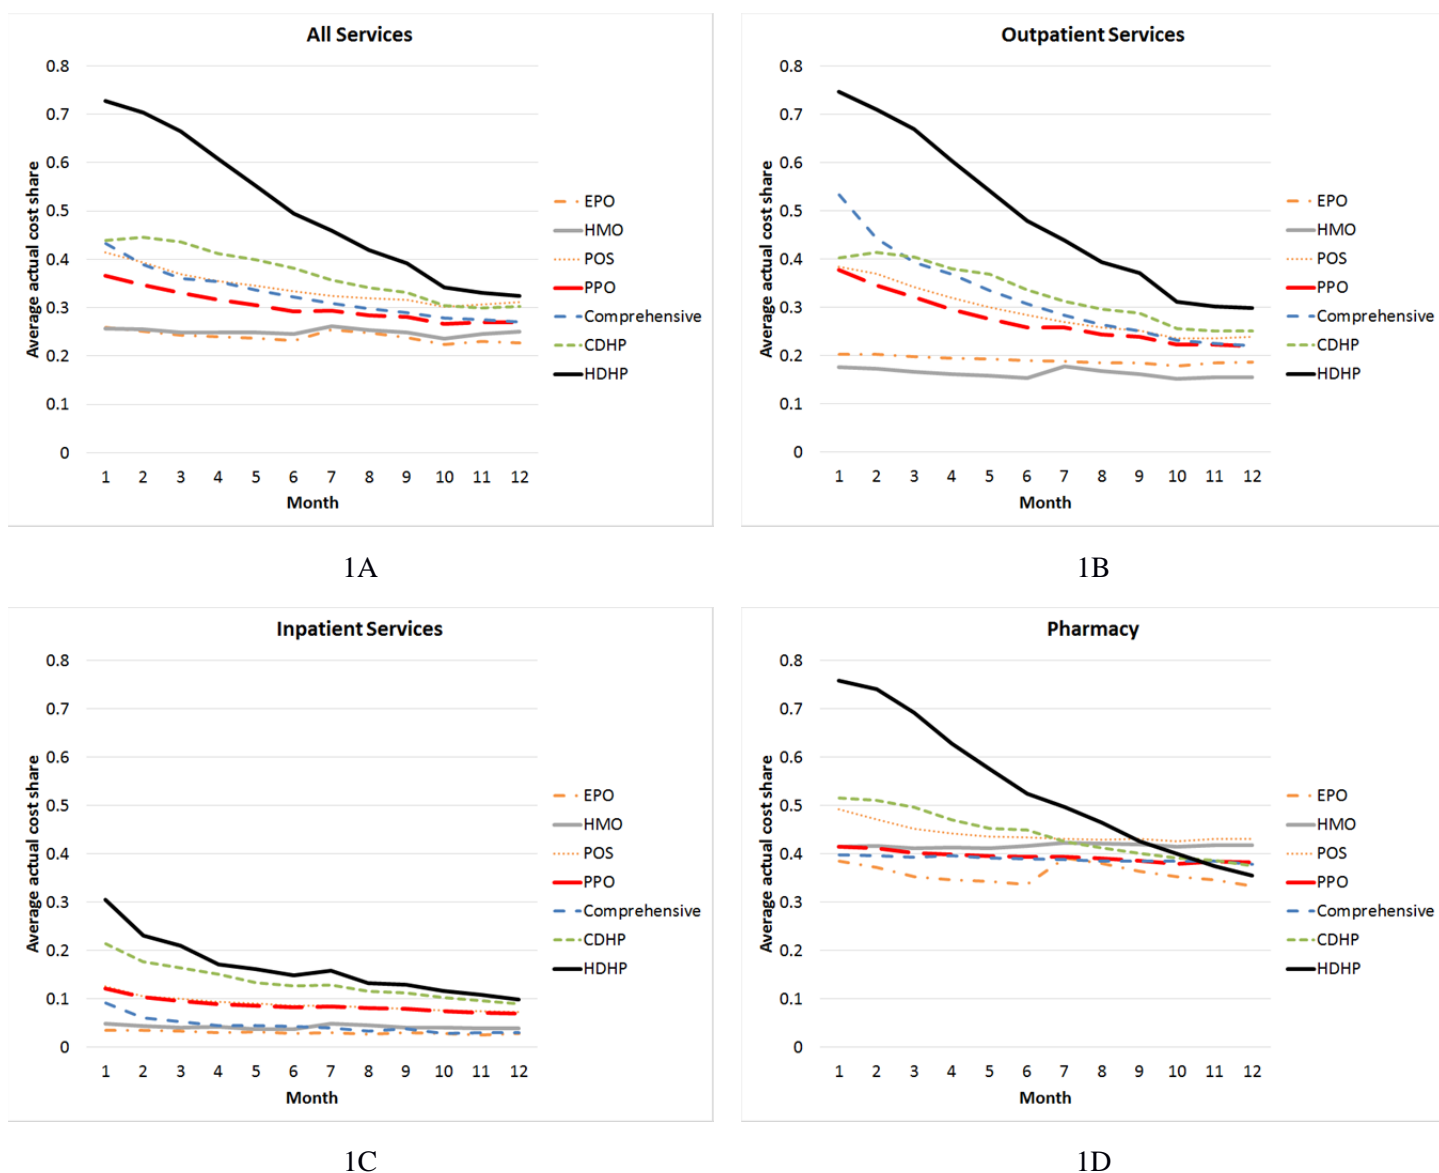 All Services
0.8
0.7
0.6
0.5
0.4
0.3
0.2
0.1
0
Average actual cost share
1 2 3 4 5 6 7 8 9 10 11 12
Month
EPO
HMO
POS
PPO
Comprehensive
CDHP
HDHP
1A
Outpatient Services
0.8
0.7
0.6
0.5
0.4
0.3
0.2
0.1
0
Average actual cost share
1 2 3 4 5 6 7 8 9 10 11 12
Month
EPO
HMO
POS
PPO
Comprehensive
CDHP
HDHP
1B
Inpatient Services
0.8
0.7
0.6
0.5
0.4
0.3
0.2
0.1
0
Average actual cost share
1 2 3 4 5 6 7 8 9 10 11 12
Month
EPO
HMO
POS
PPO
Comprehensive
CDHP
HDHP
1C
Pharmacy
0.8
0.7
0.6
0.5
0.4
0.3
0.2
0.1
0
Average actual cost share
1 2 3 4 5 6 7 8 9 10 11 12
Month
EPO
HMO
POS
PPO
Comprehensive
CDHP
HDHP
1D